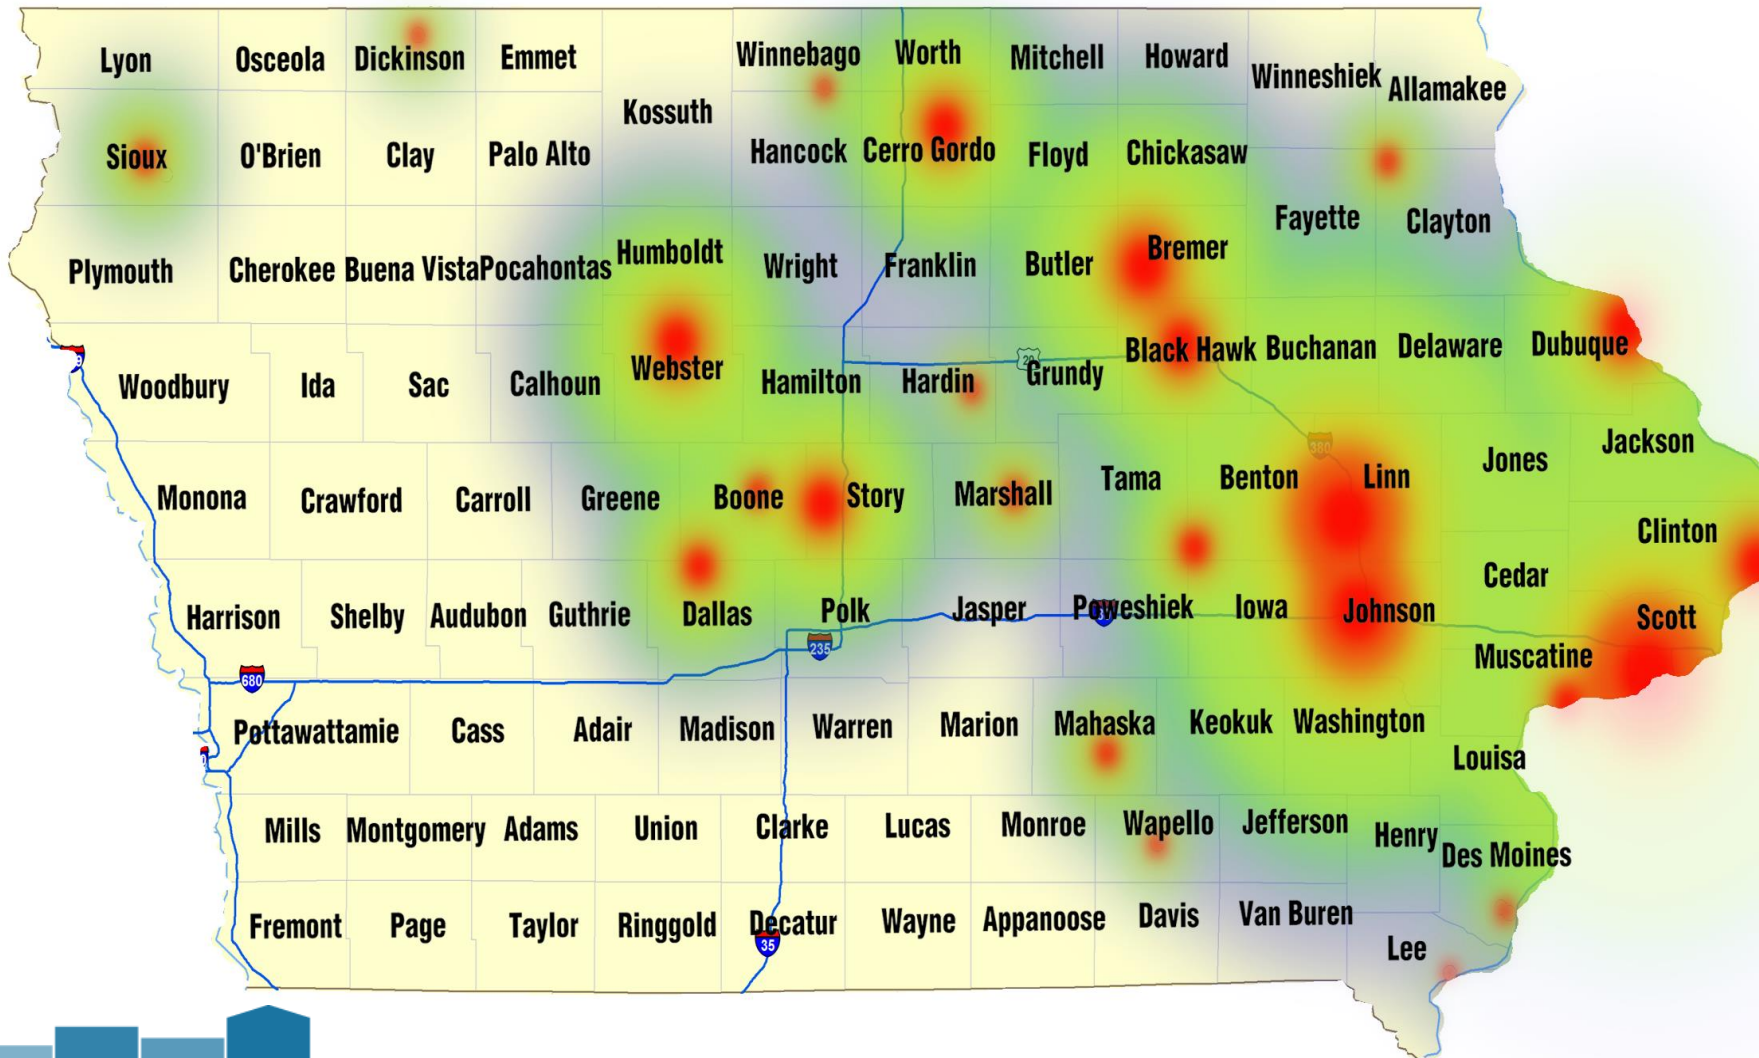 Lyon
Osceola
Dickinson
Emmet
Winnebago
Worth
Mitchell
Howard
Winneshiek
Allamakee
Kossuth
Sioux
O'Brien
Clay
Palo Alto
Hancock
Cerro Gordo
Floyd
Chickasaw
Fayette
Clayton
Plymouth
Cherokee
Buena Vista
Pocahontas
Humboldt
Wright
Franklin
Butler
Bremer
Woodbury
Ida
Sac
Calhoun
Webster
Hamilton
Hardin
20
Grundy
Black Hawk
Buchanan
Delaware
Dubuque
380
Monona
Crawford
Carroll
Greene
Boone
Story
Marshall
Tama
Benton
Linn
Jones
Jackson
Clinton
Cedar
Harrison
Shelby
Audubon
Guthrie
Dallas
Polk
235
Jasper
Poweshiek
Iowa
Johnson
Scott
Muscatine
680
Pottawattamie
Cass
Adair
Madison
Warren
Marion
Mahaska
Keokuk
Washington
Louisa
Mills
Montgomery
Adams
Union
Clarke
Lucas
Monroe
Wapello
Jefferson
Henry
Des Moines
Fremont
Page
Taylor
Ringgold
Decatur
35
Wayne
Appanoose
Davis
Van Buren
Lee